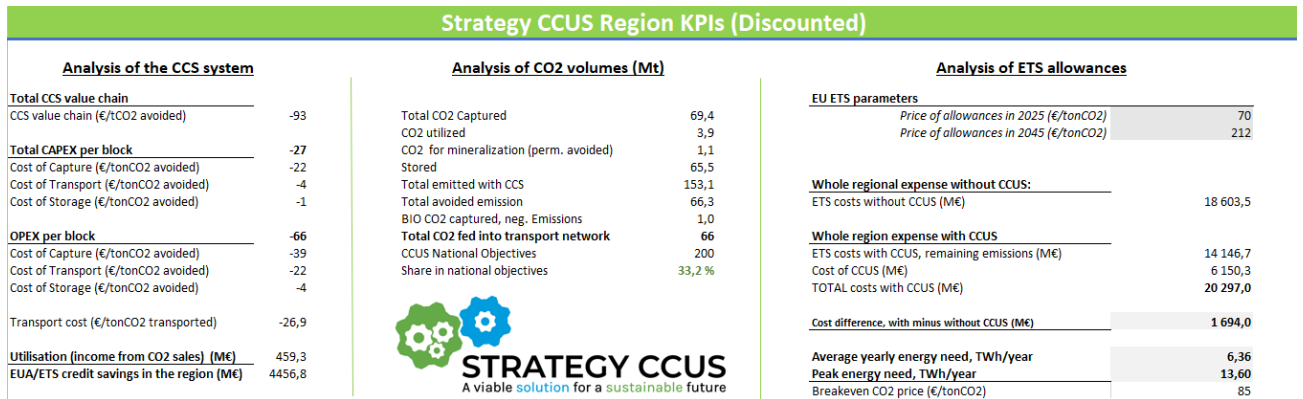 Strategy CCUS Region KPIs (Discounted)
Analysis of the CCS system
Total CCS value chain
CCS value chain (€/tCO2 avoided) -93
Total CAPEX per block -27
Cost of Capture (€/tonCO2 avoided) -22
Cost of Transport (€/tonCO2 avoided) -4
Cost of Storage (€/tonCO2 avoided) -1
OPEX per block -66
Cost of Capture (€/tonCO2 avoided) -39
Cost of Transport (€/tonCO2 avoided) -22
Cost of Storage (€/tonCO2 avoided) -4
Transport cost (€/tonCO2 transported) -26,9
Utilisation (income from CO2 sales) (M€) 459,3
EUA/ETS credit savings in the region (M€) 4456,8
Analysis of CO2 volumes (Mt)
Total CO2 Captured 69,4
CO2 utilized 3,9
CO2 for mineralization (perm. avoided) 1,1
Stored 65,5
Total emitted with CCS 153,1
Total avoided emission 66,3
BIO CO2 captured, neg. Emissions 1,0
Total CO2 fed into transport network 66
CCUS National Objectives 200
Share in national objectives 33,2 %
STRATEGY CCUS
A viable solution for a sustainable future
Analysis of ETS allowances
EU ETS parameters
Price of allowances in 2025 (€/tonCO2) 70
Price of allowances in 2045 (€/tonCO2) 212
Whole regional expense without CCUS:
ETS costs without CCUS (M€) 18 603,5
Whole region expense with CCUS
ETS costs with CCUS, remaining emissions (M€) 14 146,7
Cost of CCUS (M€) 6 150,3
TOTAL costs with CCUS (M€) 20 297,0
Cost difference, with minus without CCUS (M€) 1 694,0
Average yearly energy need, TWh/year 6,36
Peak energy need, TWh/year 13,60
Breakeven CO2 price (€/tonCO2) 85